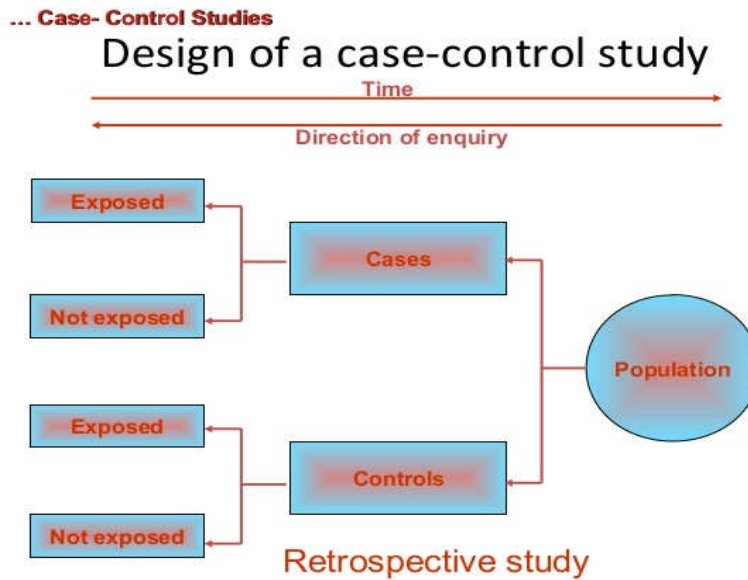 ... Case- Control Studies
Design of a case-control study
Time
Direction of enquiry
Exposed
Cases
Not exposed
Population
Exposed
Controls
Not exposed
Retrospective study